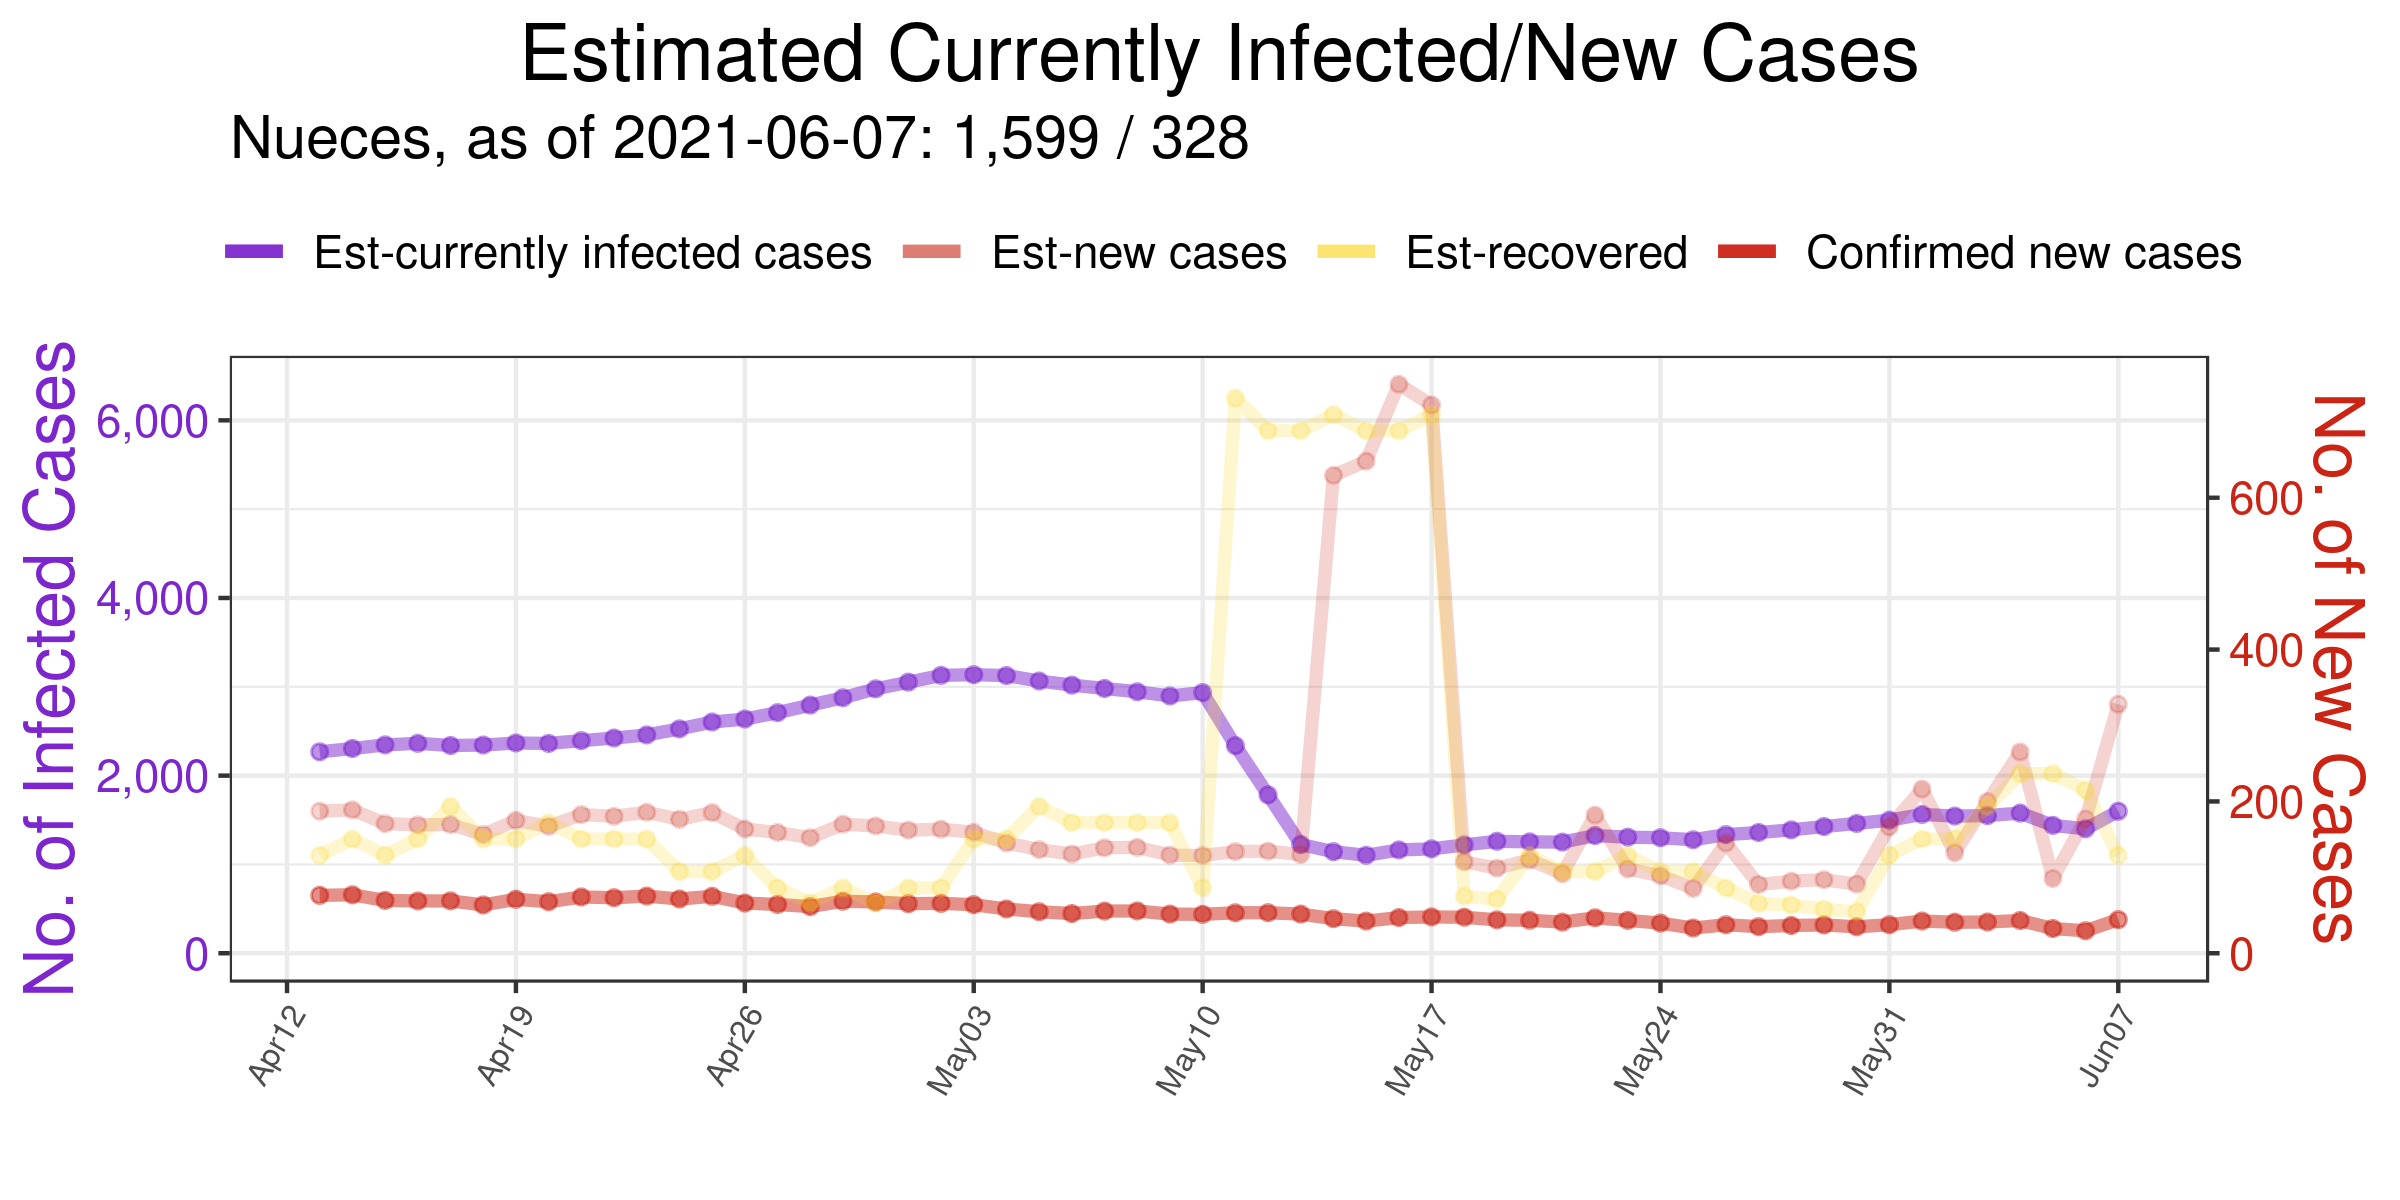 Estimated Currently Infected/New Cases
Nueces, as of 2021-06-07: 1,599 / 328
Est-currently infected cases Est-new cases Est-recovered Confirmed new cases
No. of Infected Cases
6,000
4,000
2,000
0
No. of New Cases
600
400
200
0
Apr12 Apr19 Apr26 May03 May10 May17 May24 May31 Jun07